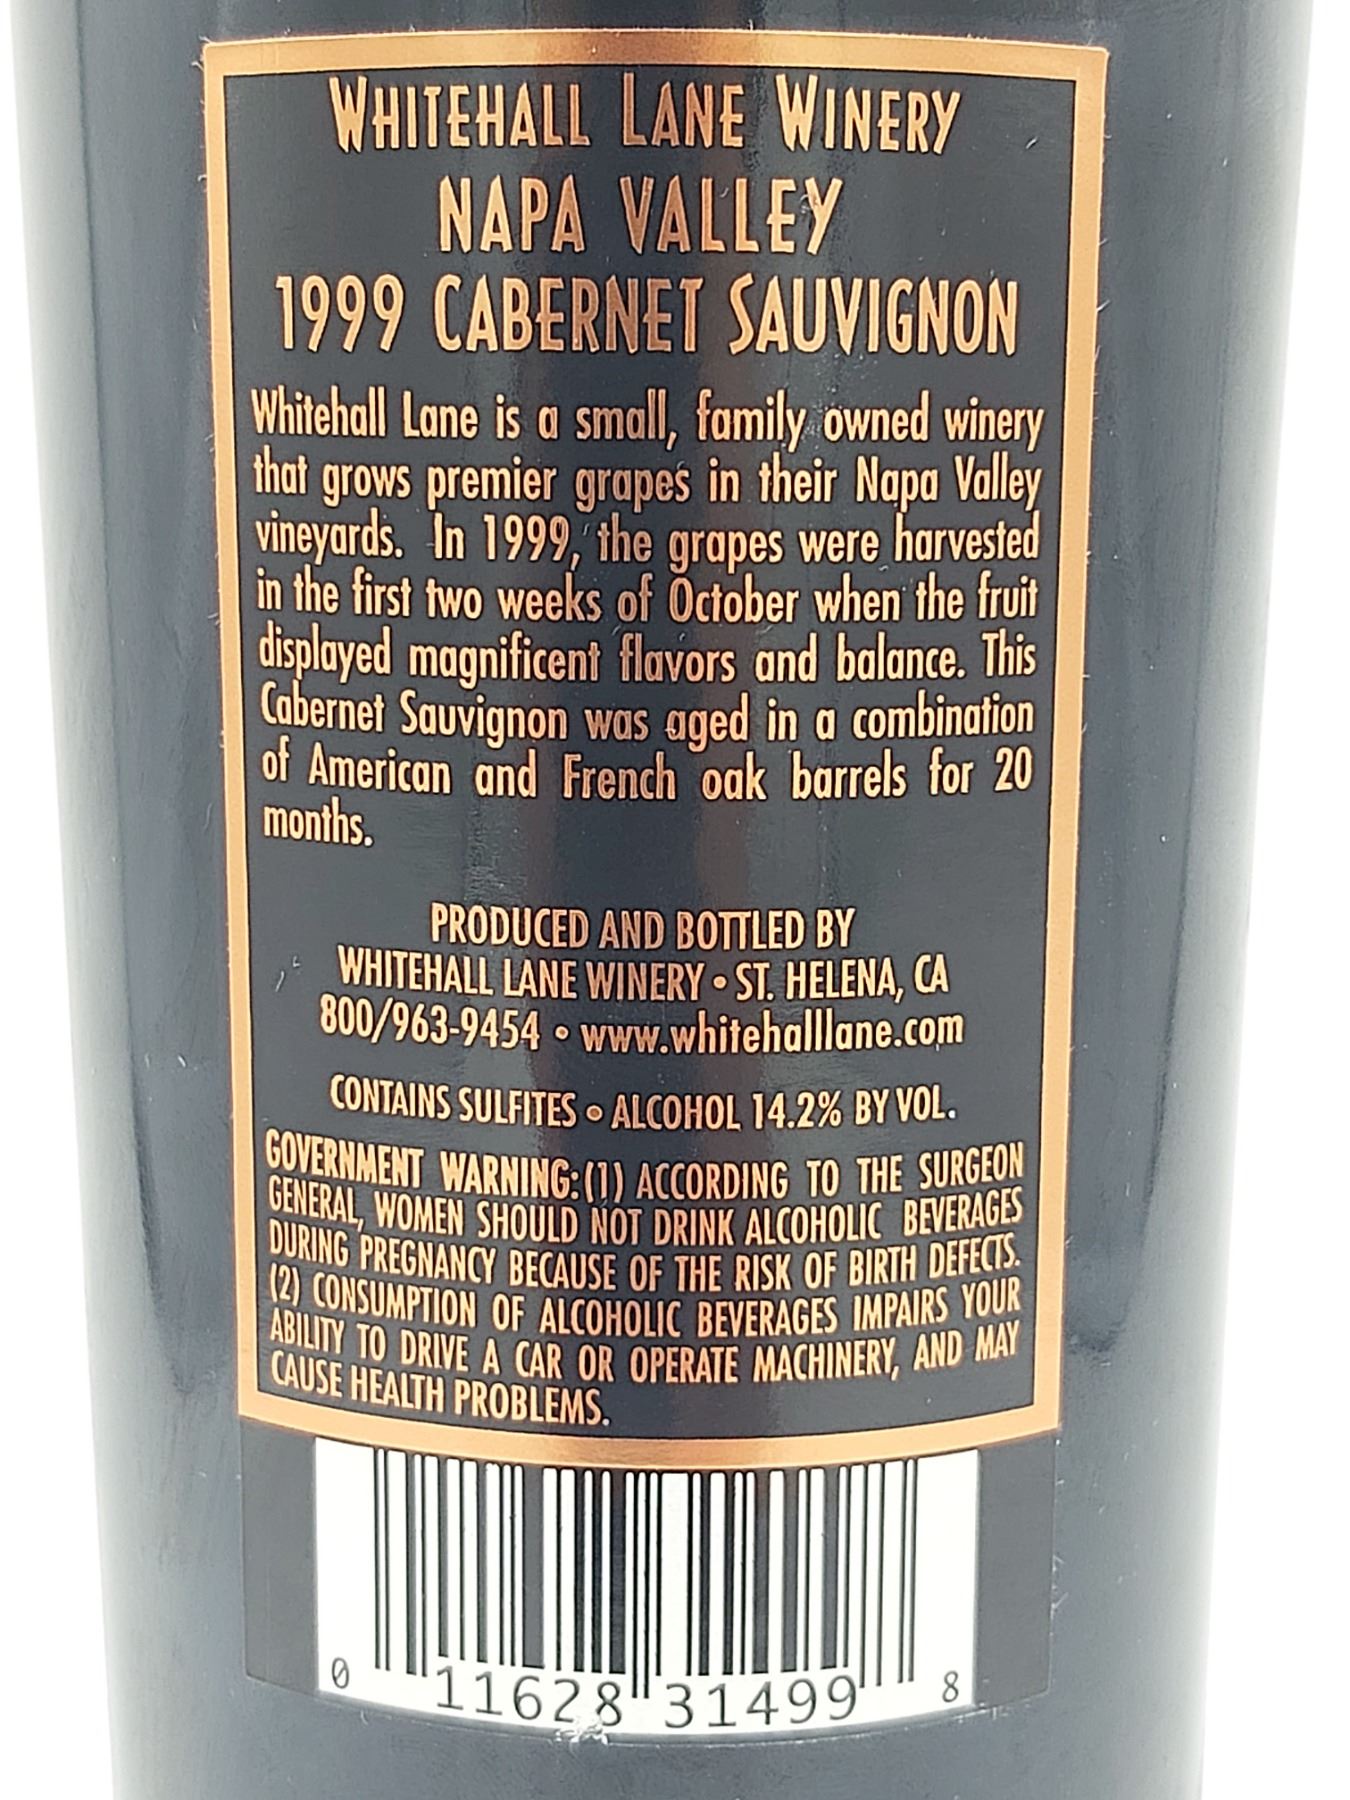 WHITEHALL LANE WINERY
NAPA VALLEY
1999 CABERNET SAUVIGNON
Whitehall Lane is a small, family owned winery
that grows premier grapes in their Napa Valley
vineyards. In 1999, the grapes were harvested
in the first two weeks of October when the fruit
displayed magnificent flavors and balance. This
Cabernet Sauvignon was aged in a combination
of American and French oak barrels for 20
months.
PRODUCED AND BOTTLED BY
WHITEHALL LANE WINERY • ST. HELENA, CA
800/963-9454 • www.whitehalllane.com
CONTAINS SULFITES • ALCOHOL 14.2% BY VOL.
GOVERNMENT WARNING:(1) ACCORDING TO THE SURGEON
GENERAL, WOMEN SHOULD NOT DRINK ALCOHOLIC BEVERAGES
DURING PREGNANCY BECAUSE OF THE RISK OF BIRTH DEFECTS.
(2) CONSUMPTION OF ALCOHOLIC BEVERAGES IMPAIRS YOUR
ABILITY TO DRIVE A CAR OR OPERATE MACHINERY, AND MAY
CAUSE HEALTH PROBLEMS.
0 11628 31499 8